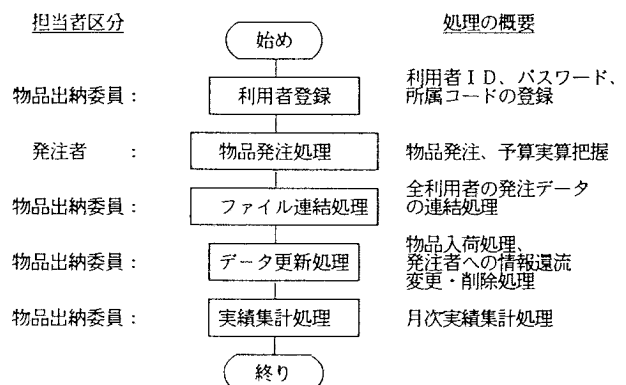 担当者区分
処理の概要
始め
物品出納委員:
利用者登録
利用者ID、パスワード、
所属コードの登録
発注者 :
物品発注処理
物品発注、予算実算把握
物品出納委員:
ファイル連結処理
全利用者の発注データ
の連結処理
物品出納委員:
データ更新処理
物品入荷処理、
発注者への情報還流
変更・削除処理
物品出納委員:
実績集計処理
月次実績集計処理
終り